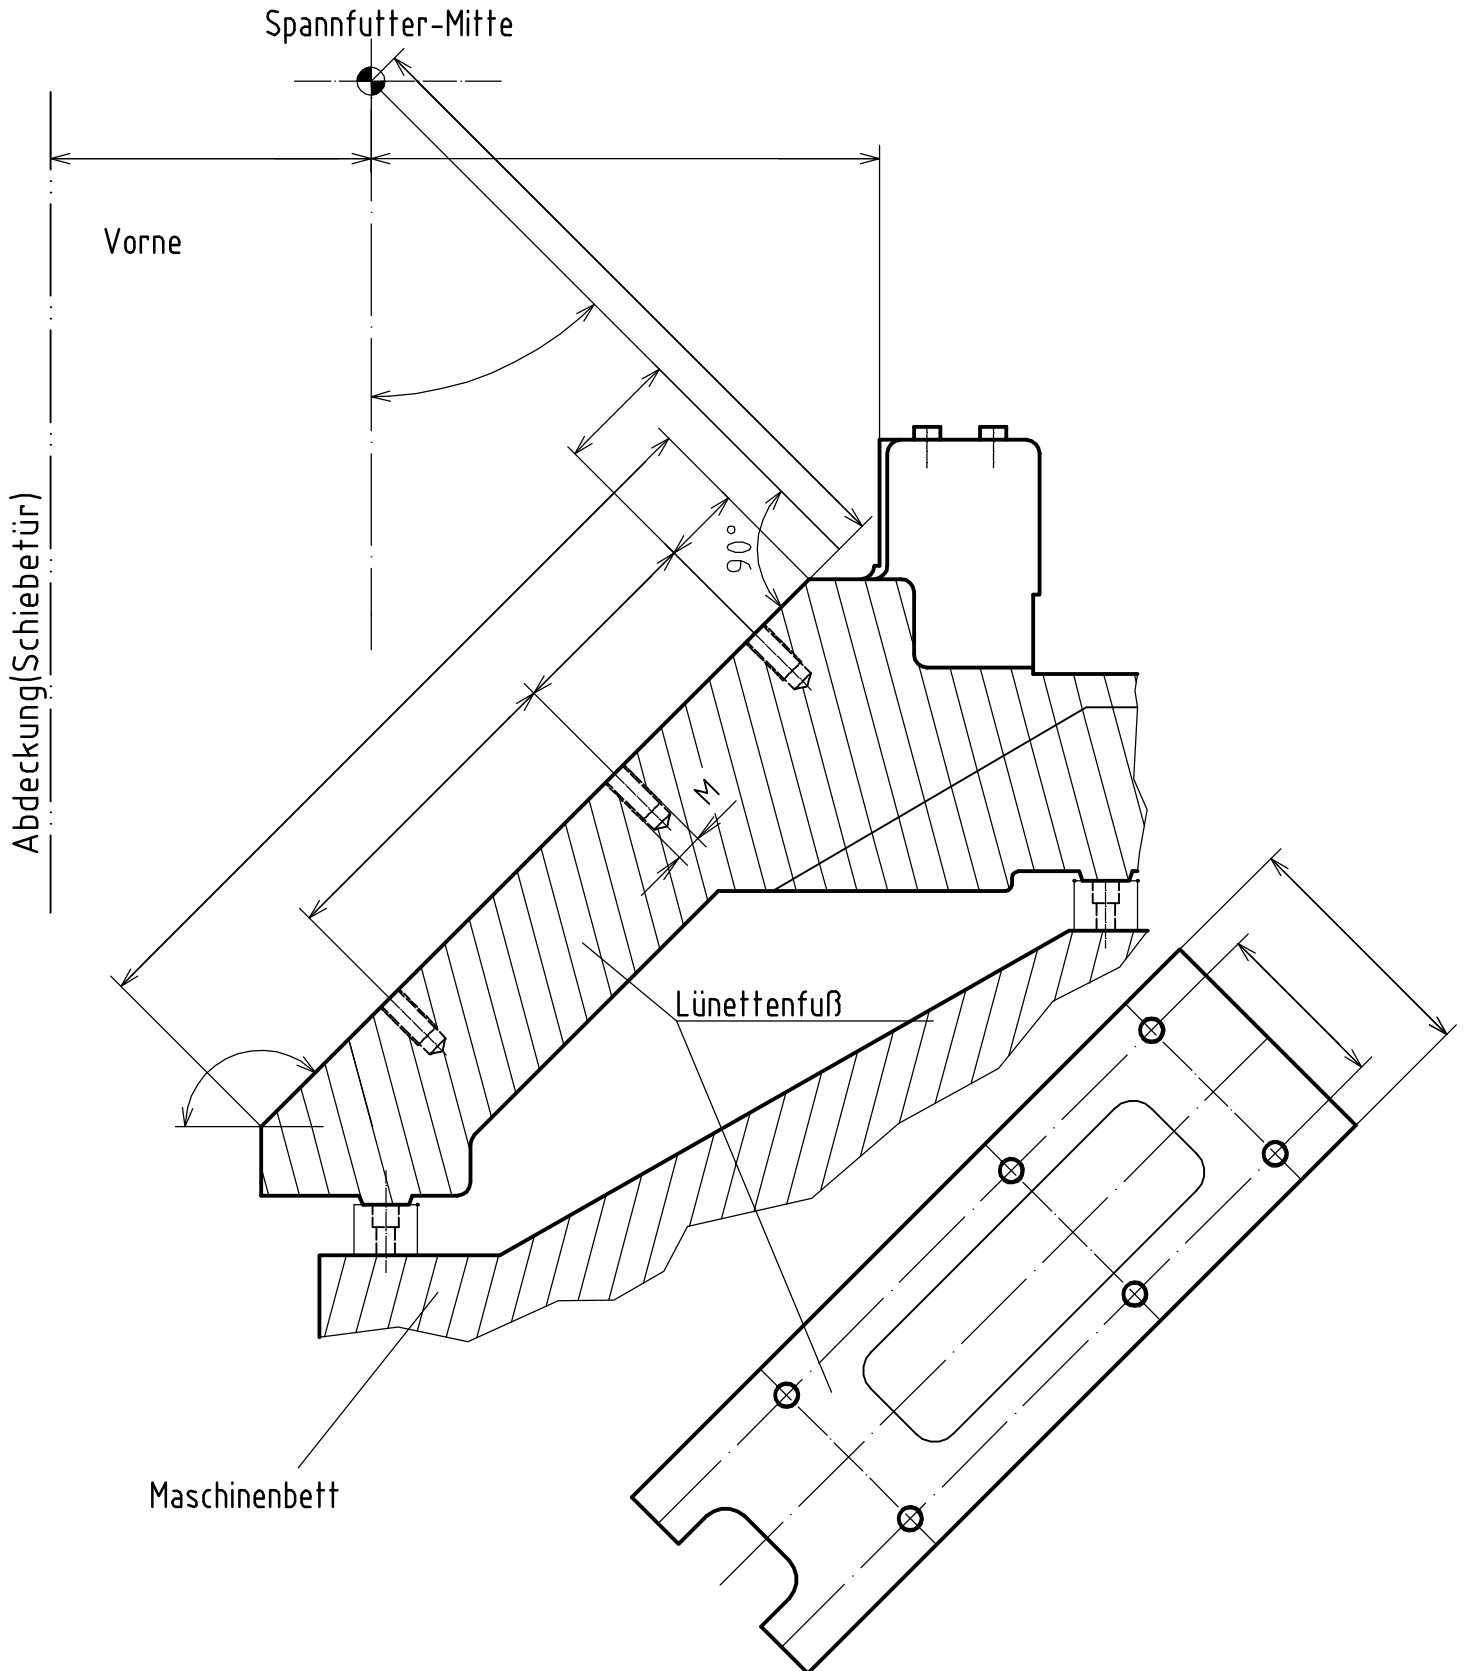 Spannfutter-Mitte
Vorne
Abdeckung(Schiebetür)
90°
M
Lünettenfuß
Maschinenbett